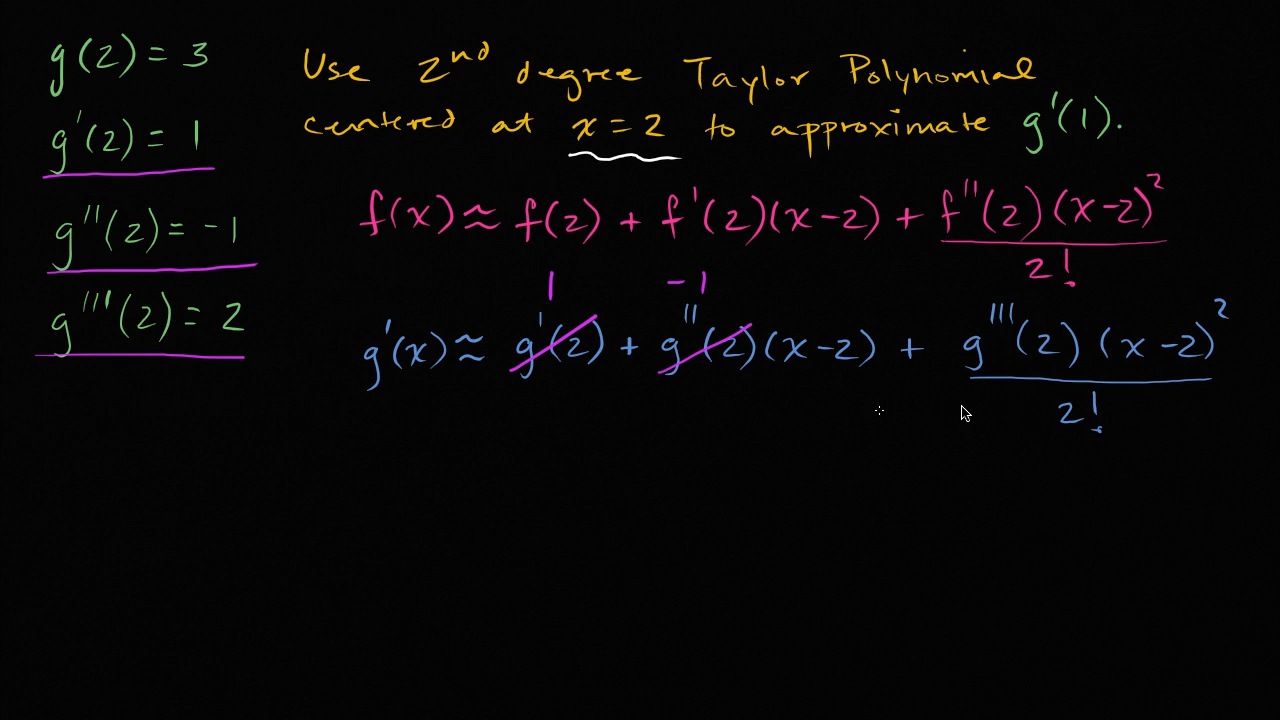 g(2) = 3
g'(2) = 1
g''(2) = -1
g'''(2) = 2
Use 2nd degree Taylor Polynomial
centered at x = 2 to approximate g'(1).
f(x) ≈ f(2) + f'(2)(x-2) + f''(2)(x-2)²
2!
1 -1
g'(x) ≈ g'(2) + g''(2)(x-2) + g'''(2)(x-2)²
2!